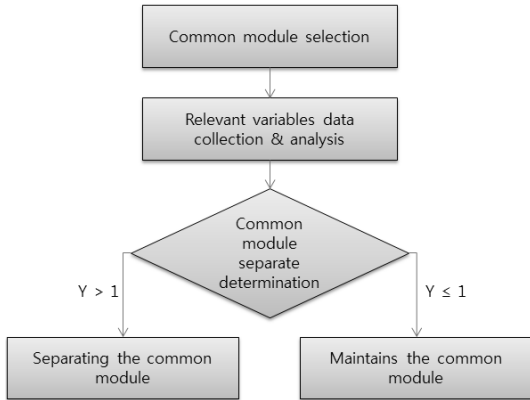 Common module selection
Relevant variables data
collection & analysis
Common
module
separate
determination
Y > 1
Y ≤ 1
Separating the common
module
Maintains the common
module